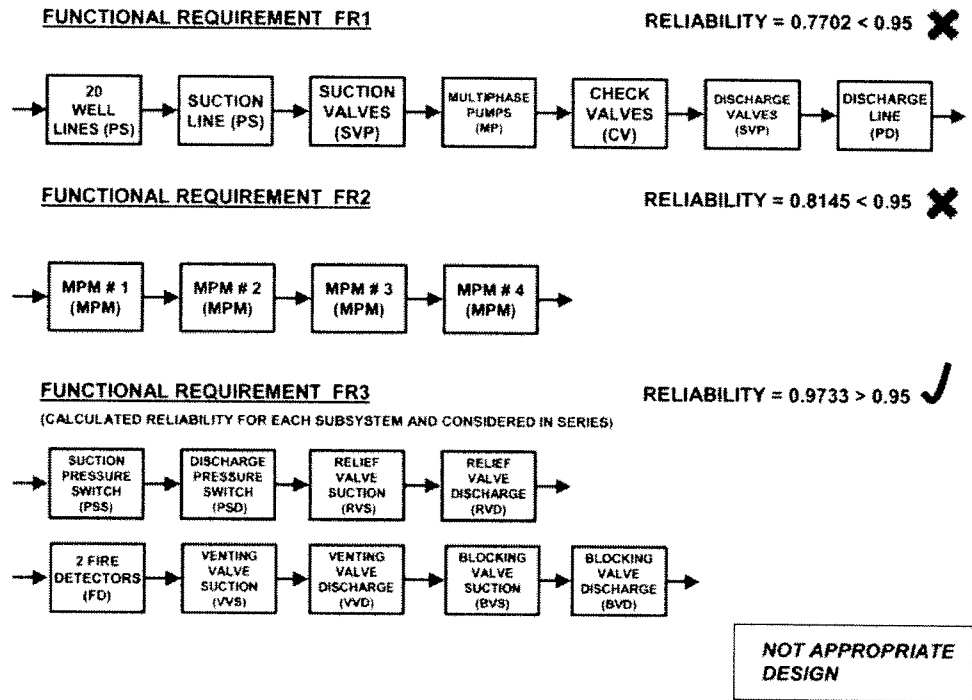 FUNCTIONAL REQUIREMENT FR1
RELIABILITY = 0.7702 < 0.95
20
WELL
LINES (PS)
SUCTION
LINE (PS)
SUCTION
VALVES
(SVP)
MULTIPHASE
PUMPS
(MP)
CHECK
VALVES
(CV)
DISCHARGE
VALVES
(SVP)
DISCHARGE
LINE
(PD)
FUNCTIONAL REQUIREMENT FR2
RELIABILITY = 0.8145 < 0.95
MPM # 1
(MPM)
MPM # 2
(MPM)
MPM # 3
(MPM)
MPM # 4
(MPM)
FUNCTIONAL REQUIREMENT FR3
RELIABILITY = 0.9733 > 0.95
(CALCULATED RELIABILITY FOR EACH SUBSYSTEM AND CONSIDERED IN SERIES)
SUCTION
PRESSURE
SWITCH
(PSS)
DISCHARGE
PRESSURE
SWITCH
(PSD)
RELIEF
VALVE
SUCTION
(RVS)
RELIEF
VALVE
DISCHARGE
(RVD)
2 FIRE
DETECTORS
(FD)
VENTING
VALVE
SUCTION
(VVS)
VENTING
VALVE
DISCHARGE
(VVD)
BLOCKING
VALVE
SUCTION
(BVS)
BLOCKING
VALVE
DISCHARGE
(BVD)
NOT APPROPRIATE
DESIGN